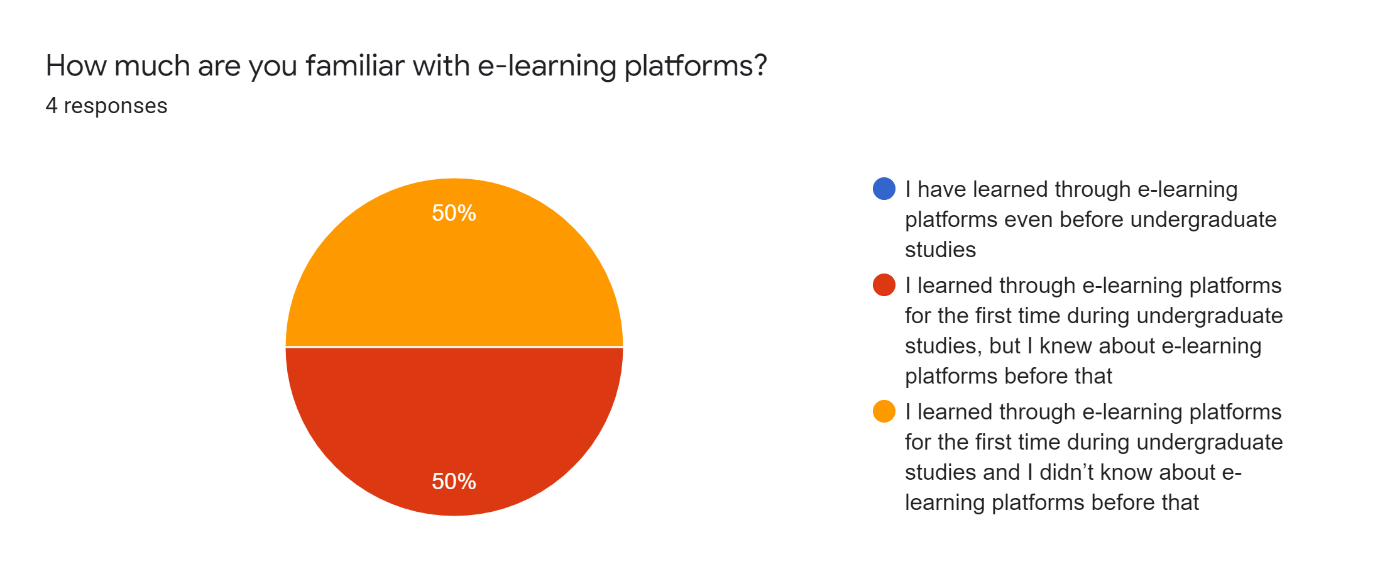 How much are you familiar with e-learning platforms?
4 responses
50%
50%
I have learned through e-learning
platforms even before undergraduate
studies
I learned through e-learning platforms
for the first time during undergraduate
studies, but I knew about e-learning
platforms before that
I learned through e-learning platforms
for the first time during undergraduate
studies and I didn’t know about e-
learning platforms before that